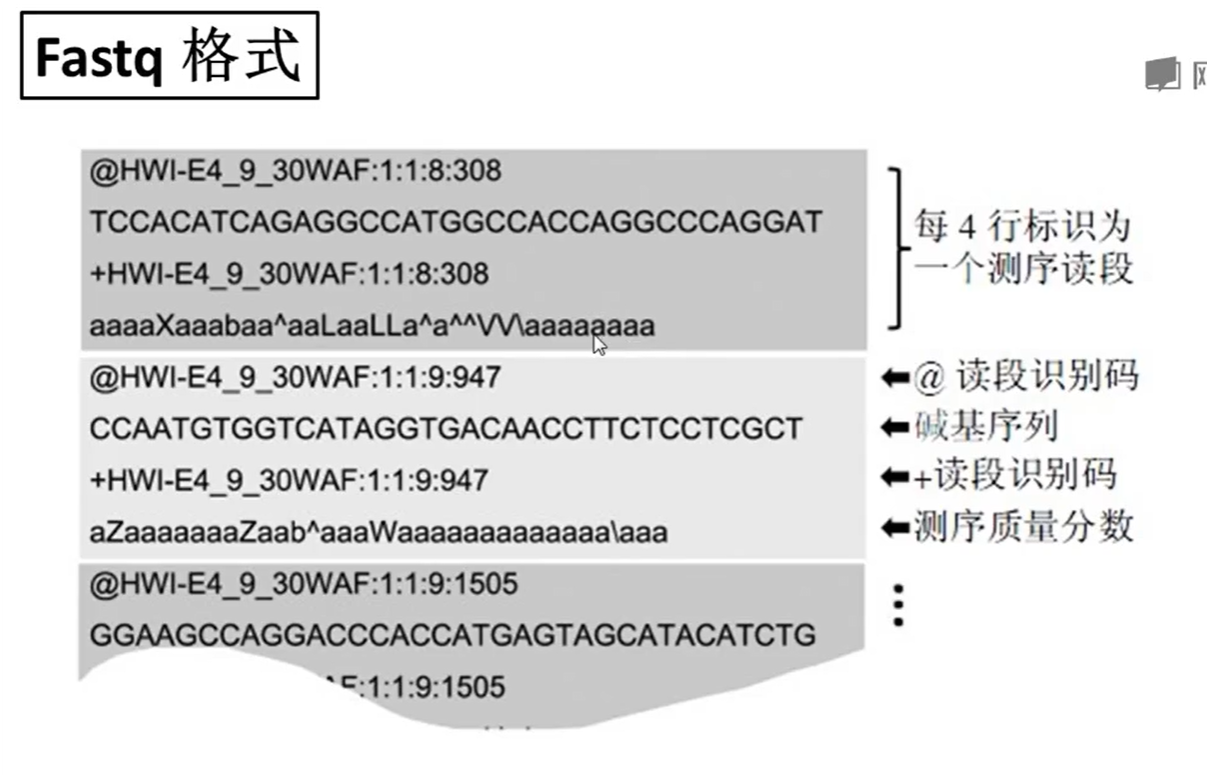 Fastq 格式
@HWI-E4_9_30WAF:1:1:8:308
TCCACATCAGAGGCCATGGCCACCAGGCCCAGGAT
+HWI-E4_9_30WAF:1:1:8:308
aaaaXaaabaa^aaLaaLLa^a^^VV\aaaaaaaa
每 4 行标识为
一个测序读段
@HWI-E4_9_30WAF:1:1:9:947
@ 读段识别码
CCAATGTGGTCATAGGTGACAACCTTCTCCTCGCT
碱基序列
+HWI-E4_9_30WAF:1:1:9:947
+读段识别码
aZaaaaaaaZaab^aaaWaaaaaaaaaaaaa\aaa
测序质量分数
@HWI-E4_9_30WAF:1:1:9:1505
GGAAGCCAGGACCCACCATGAGTAGCATACATCTG
:1:1:9:1505